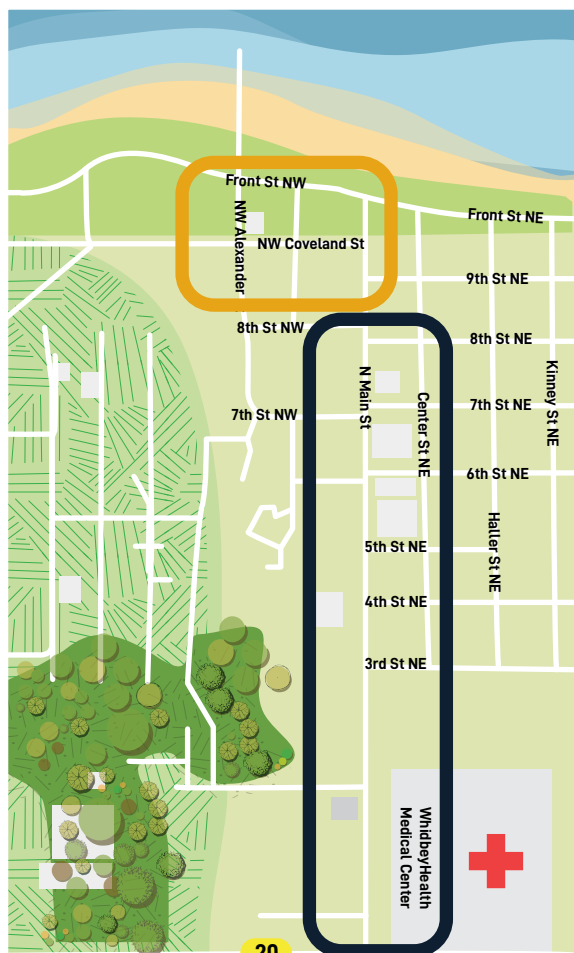 Front St NW
Front St NE
NW Alexander
NW Coveland St
9th St NE
8th St NW
8th St NE
Kinney St NE
N Main St
Center St NE
7th St NE
7th St NW
6th St NE
Haller St NE
5th St NE
4th St NE
3rd St NE
WhidbeyHealth
Medical Center
20